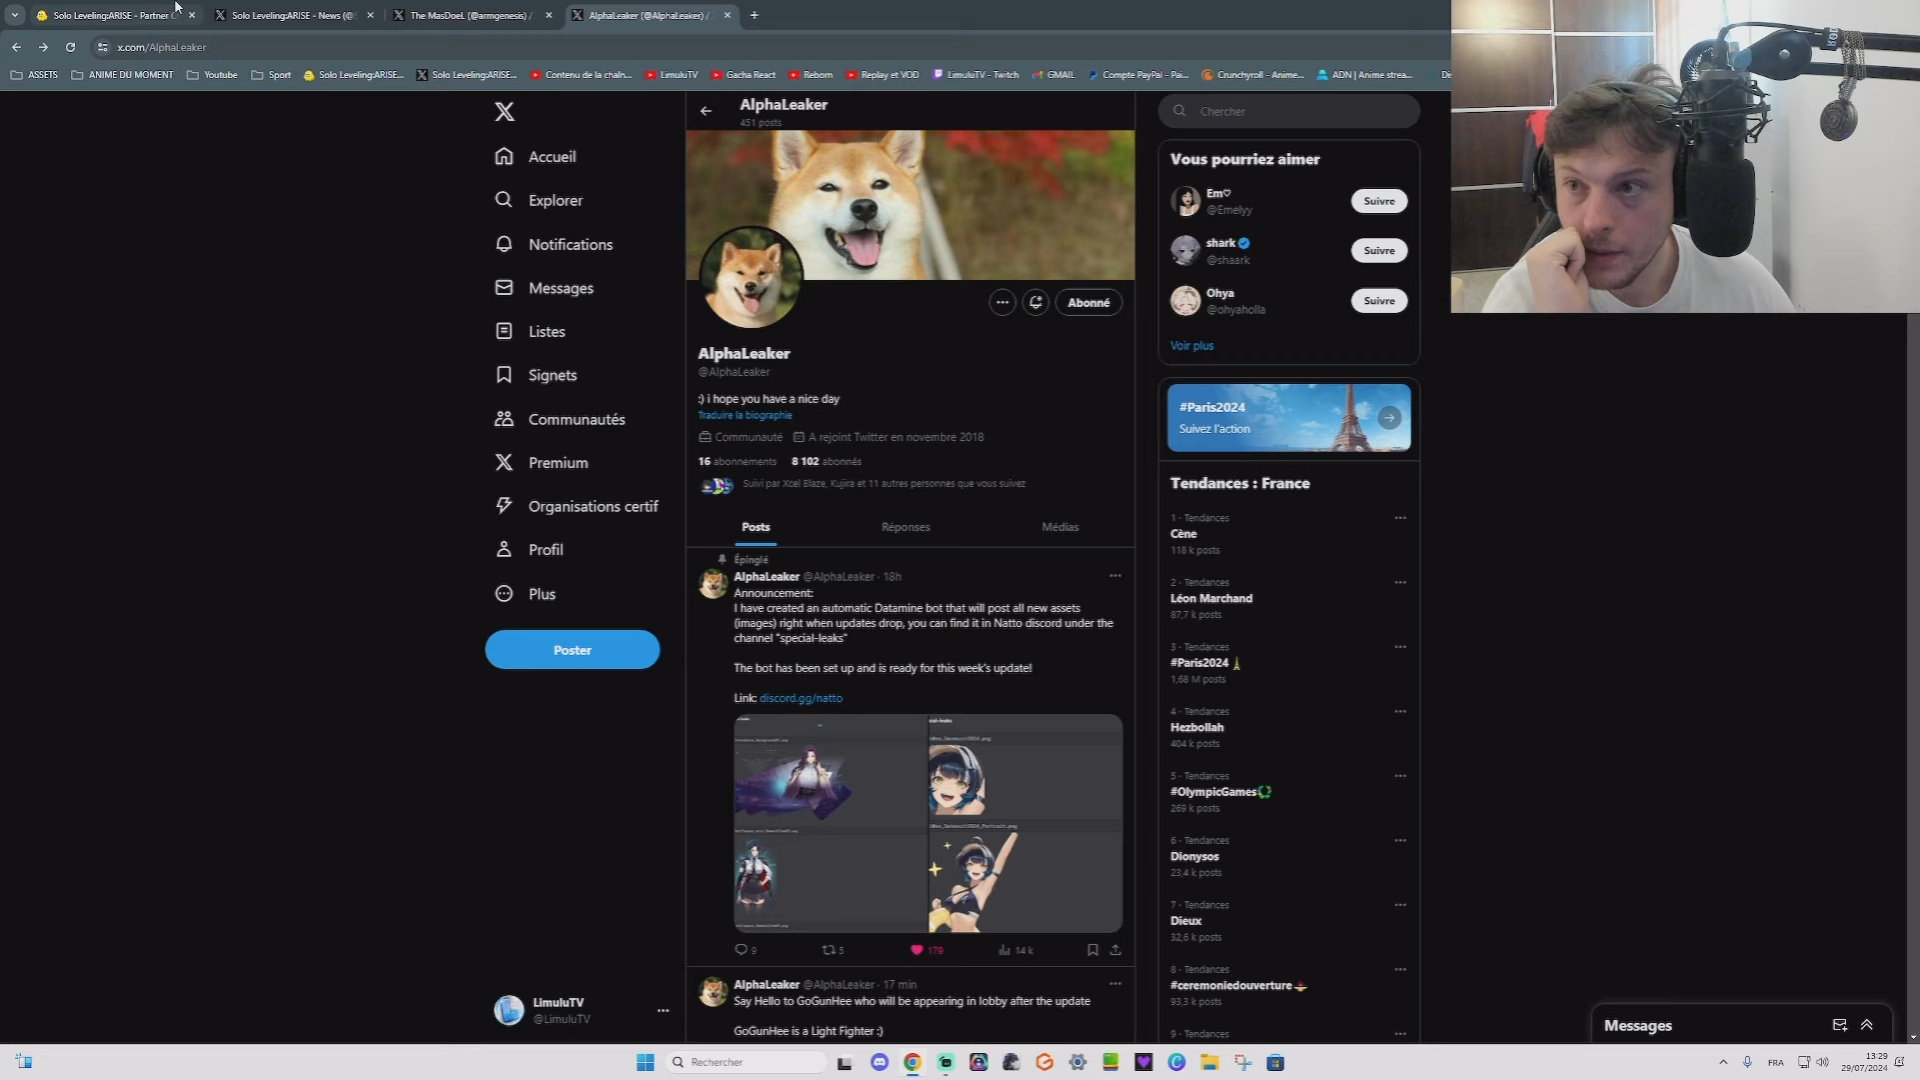 Solo Leveling:ARISE - Partner C
Solo Leveling:ARISE - News (@S
The MasDoeL (@armgenesis) /
AlphaLeaker (@AlphaLeaker) /
x.com/AlphaLeaker
ASSETS
ANIME DU MOMENT
Youtube
Sport
Solo Leveling:ARISE...
Solo Leveling:ARISE...
Contenu de la chaîn...
LimuluTV
Gacha React
Reborn
Replay et VOD
LimuluTV - Twitch
GMAIL
Compte PayPal - Pai...
Crunchyroll - Anime...
ADN | Anime strea...
X
Accueil
Explorer
Notifications
Messages
Listes
Signets
Communautés
Premium
Organisations certif
Profil
Plus
Poster
LimuluTV
@LimuluTV
AlphaLeaker
451 posts
Abonné
AlphaLeaker
@AlphaLeaker
:) i hope you have a nice day
Traduire la biographie
Communauté A rejoint Twitter en novembre 2018
16 abonnements 8 102 abonnés
Suivi par Xcel Blaze, Kujira et 11 autres personnes que vous suivez
Posts Réponses Médias
Épinglé
AlphaLeaker @AlphaLeaker · 18h
Announcement:
I have created an automatic Datamine bot that will post all new assets
(images) right when updates drop, you can find it in Natto discord under the
channel "special-leaks"
The bot has been set up and is ready for this week's update!
Link: discord.gg/natto
9 5 179 14 k
AlphaLeaker @AlphaLeaker · 17 min
Say Hello to GoGunHee who will be appearing in lobby after the update
GoGunHee is a Light Fighter :)
Chercher
Vous pourriez aimer
Em♡
@Emelyy
Suivre
shark
@shaark
Suivre
Ohya
@ohyaholla
Suivre
Voir plus
#Paris2024
Suivez l'action
Tendances : France
1 · Tendances
Cène
118 k posts
2 · Tendances
Léon Marchand
87,7 k posts
3 · Tendances
#Paris2024
1,68 M posts
4 · Tendances
Hezbollah
404 k posts
5 · Tendances
#OlympicGames
269 k posts
6 · Tendances
Dionysos
23,4 k posts
7 · Tendances
Dieux
32,6 k posts
8 · Tendances
#ceremoniedouverture
93,3 k posts
9 · Tendances
Messages
Rechercher
FRA
13:29
29/07/2024